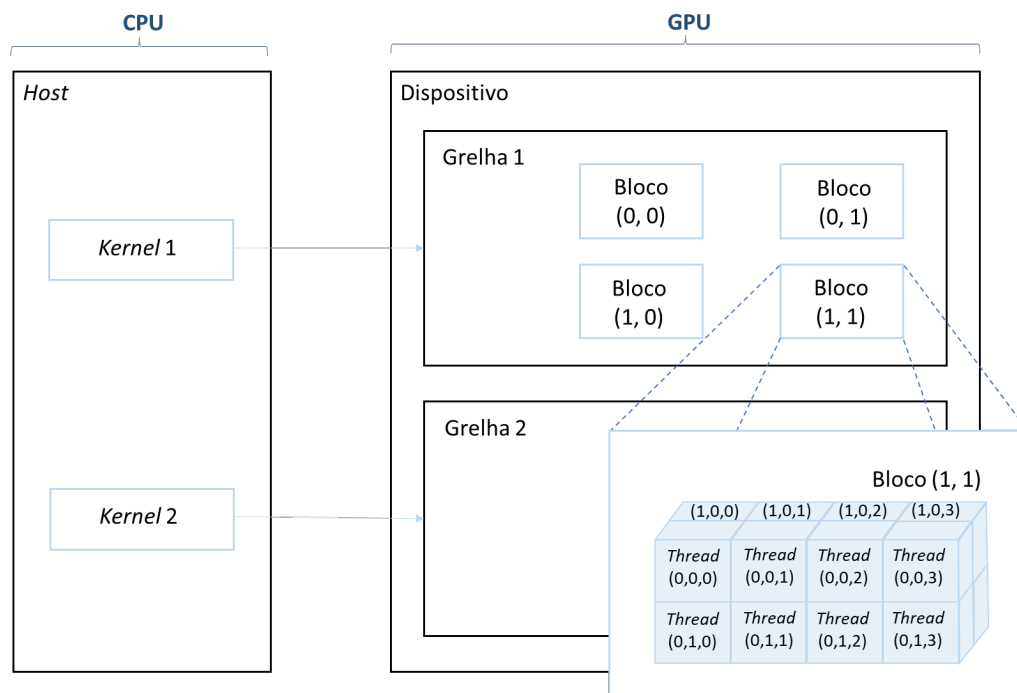 CPU
GPU
Host
Dispositivo
Grelha 1
Bloco
(0, 0)
Bloco
(0, 1)
Kernel 1
Bloco
(1, 0)
Bloco
(1, 1)
Grelha 2
Kernel 2
Bloco (1, 1)
(1,0,0) (1,0,1) (1,0,2) (1,0,3)
Thread Thread Thread Thread
(0,0,0) (0,0,1) (0,0,2) (0,0,3)
Thread Thread Thread Thread
(0,1,0) (0,1,1) (0,1,2) (0,1,3)